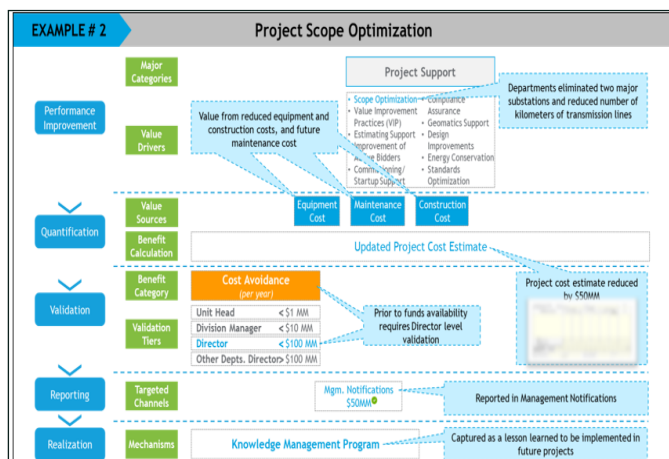 EXAMPLE # 2
Project Scope Optimization
Major
Categories
Project Support
Departments eliminated two major
substations and reduced number of
kilometers of transmission lines
Performance
Improvement
Value
Drivers
Value from reduced equipment and
construction costs, and future
maintenance cost
• Scope Optimization
• Value Improvement
Practices (VIP)
• Estimating Support
Improvement of
Bidders
• Commissioning/
Startup Support
• Compliance
Assurance
• Geomatics Support
• Design
Improvements
• Energy Conservation
• Standards
Optimization
Quantification
Value
Sources
Equipment
Cost
Maintenance
Cost
Construction
Cost
Benefit
Calculation
Updated Project Cost Estimate
Project cost estimate reduced
by $50MM
Validation
Benefit
Category
Cost Avoidance
(per year)
Prior to funds availability
requires Director level
validation
Validation
Tiers
Unit Head <$1 MM
Division Manager <$10 MM
Director <$100 MM
Other Depts. Director>$100 MM
Reporting
Targeted
Channels
Mgm. Notifications
$50MM
Reported in Management Notifications
Realization
Mechanisms
Knowledge Management Program
Captured as a lesson learned to be implemented in
future projects